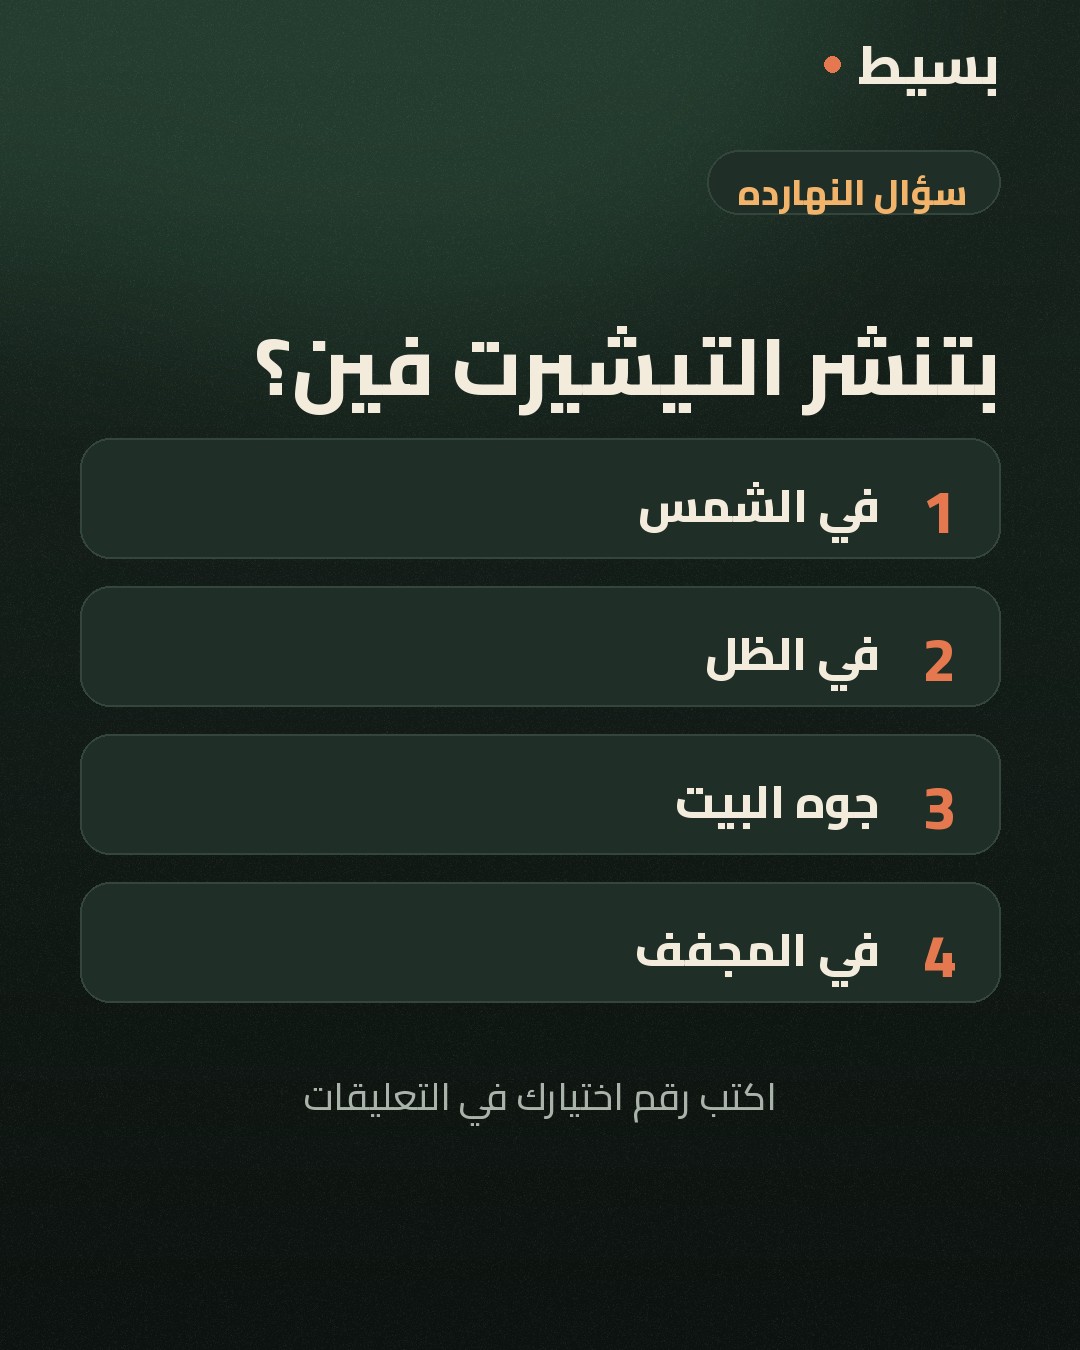 بسيط
سؤال النهارده
بتنشر التيشيرت فين؟
1 في الشمس
2 في الظل
3 جوه البيت
4 في المجفف
اكتب رقم اختيارك في التعليقات